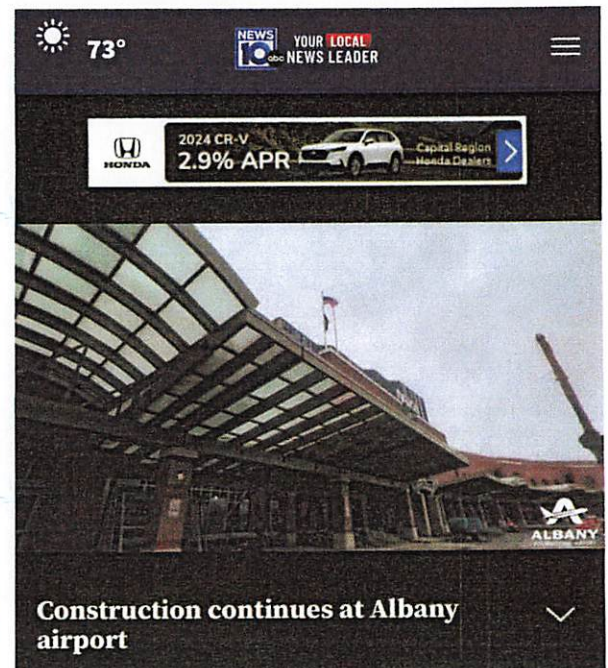 73°
NEWS
10
abc
YOUR LOCAL
NEWS LEADER
HONDA
2024 CR-V
2.9% APR
Capital Region
Honda Dealers
ALBANY
Construction continues at Albany
airport